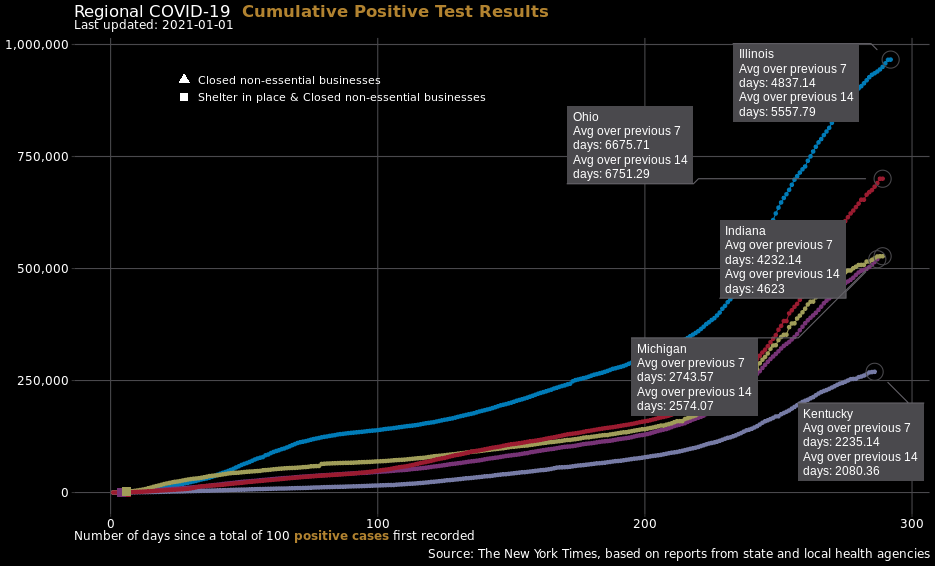 Regional COVID-19 Cumulative Positive Test Results
Last updated: 2021-01-01
1,000,000
750,000
500,000
250,000
0
Closed non-essential businesses
Shelter in place & Closed non-essential businesses
Illinois
Avg over previous 7
days: 4837.14
Avg over previous 14
days: 5557.79
Ohio
Avg over previous 7
days: 6675.71
Avg over previous 14
days: 6751.29
Indiana
Avg over previous 7
days: 4232.14
Avg over previous 14
days: 4623
Michigan
Avg over previous 7
days: 2743.57
Avg over previous 14
days: 2574.07
Kentucky
Avg over previous 7
days: 2235.14
Avg over previous 14
days: 2080.36
0 100 200 300
Number of days since a total of 100 positive cases first recorded
Source: The New York Times, based on reports from state and local health agencies